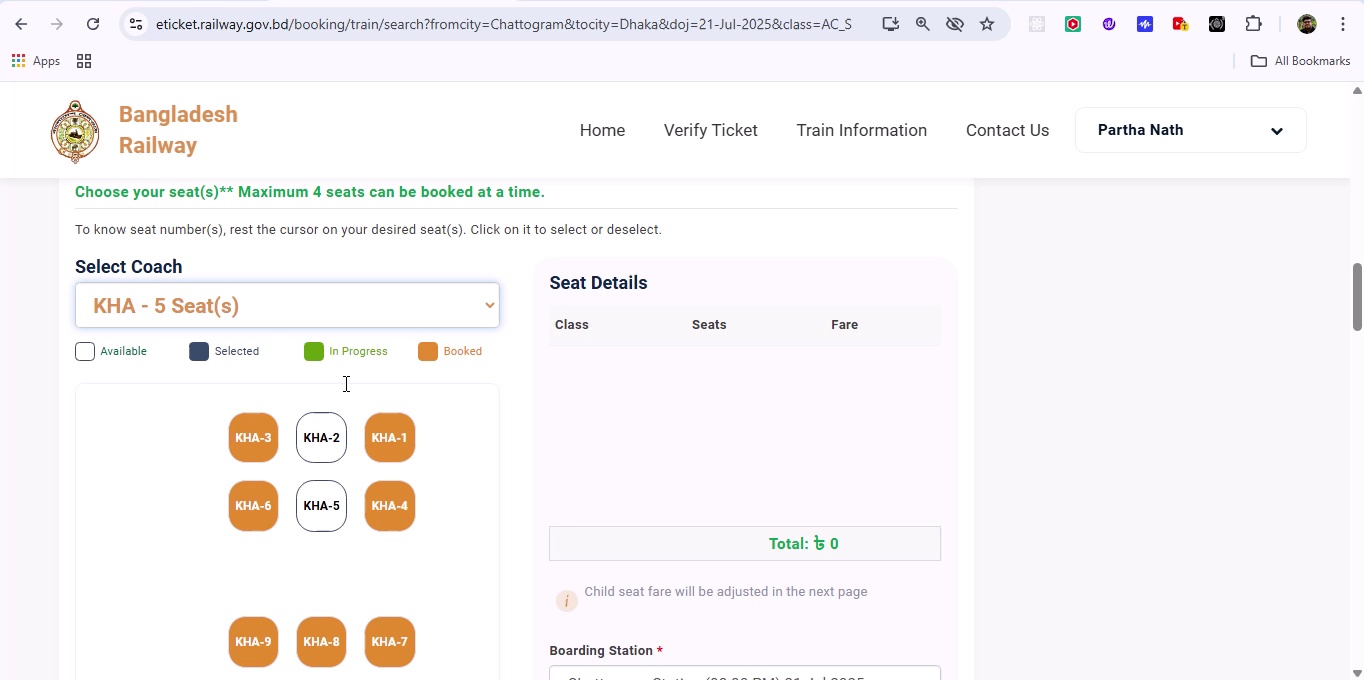 eticket.railway.gov.bd/booking/train/search?fromcity=Chattogram&tocity=Dhaka&doj=21-Jul-2025&class=AC_S
Apps
All Bookmarks
Bangladesh
Railway
Home
Verify Ticket
Train Information
Contact Us
Partha Nath
Choose your seat(s)** Maximum 4 seats can be booked at a time.
To know seat number(s), rest the cursor on your desired seat(s). Click on it to select or deselect.
Select Coach
KHA - 5 Seat(s)
Available
Selected
In Progress
Booked
KHA-3 KHA-2 KHA-1
KHA-6 KHA-5 KHA-4
KHA-9 KHA-8 KHA-7
Seat Details
Class Seats Fare
Total: ৳ 0
i Child seat fare will be adjusted in the next page
Boarding Station *